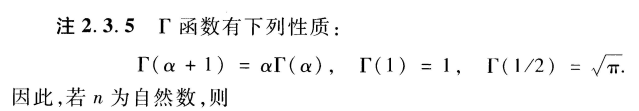 注 2.3.5 Γ 函数有下列性质：
Γ(α + 1) = αΓ(α), Γ(1) = 1, Γ(1/2) = √π.
因此,若 n 为自然数,则